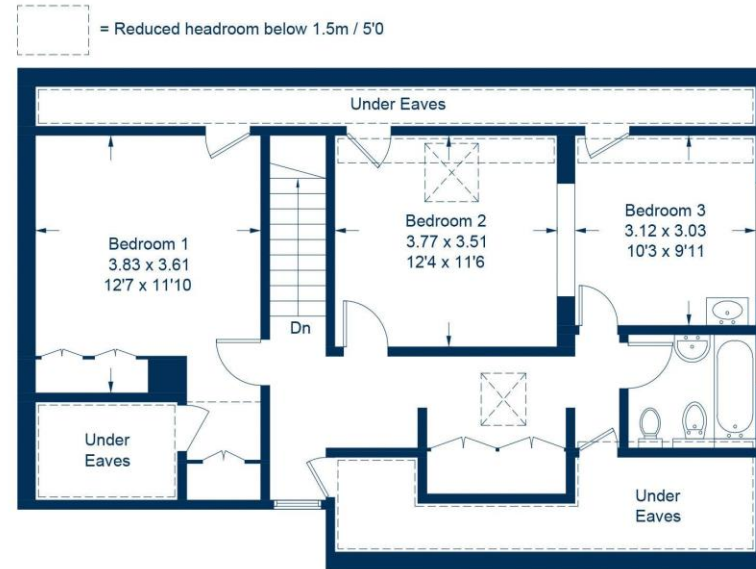 = Reduced headroom below 1.5m / 5'0
Under Eaves
Bedroom 1
3.83 x 3.61
12'7 x 11'10
Bedroom 2
3.77 x 3.51
12'4 x 11'6
Bedroom 3
3.12 x 3.03
10'3 x 9'11
Dn
Under
Eaves
Under
Eaves